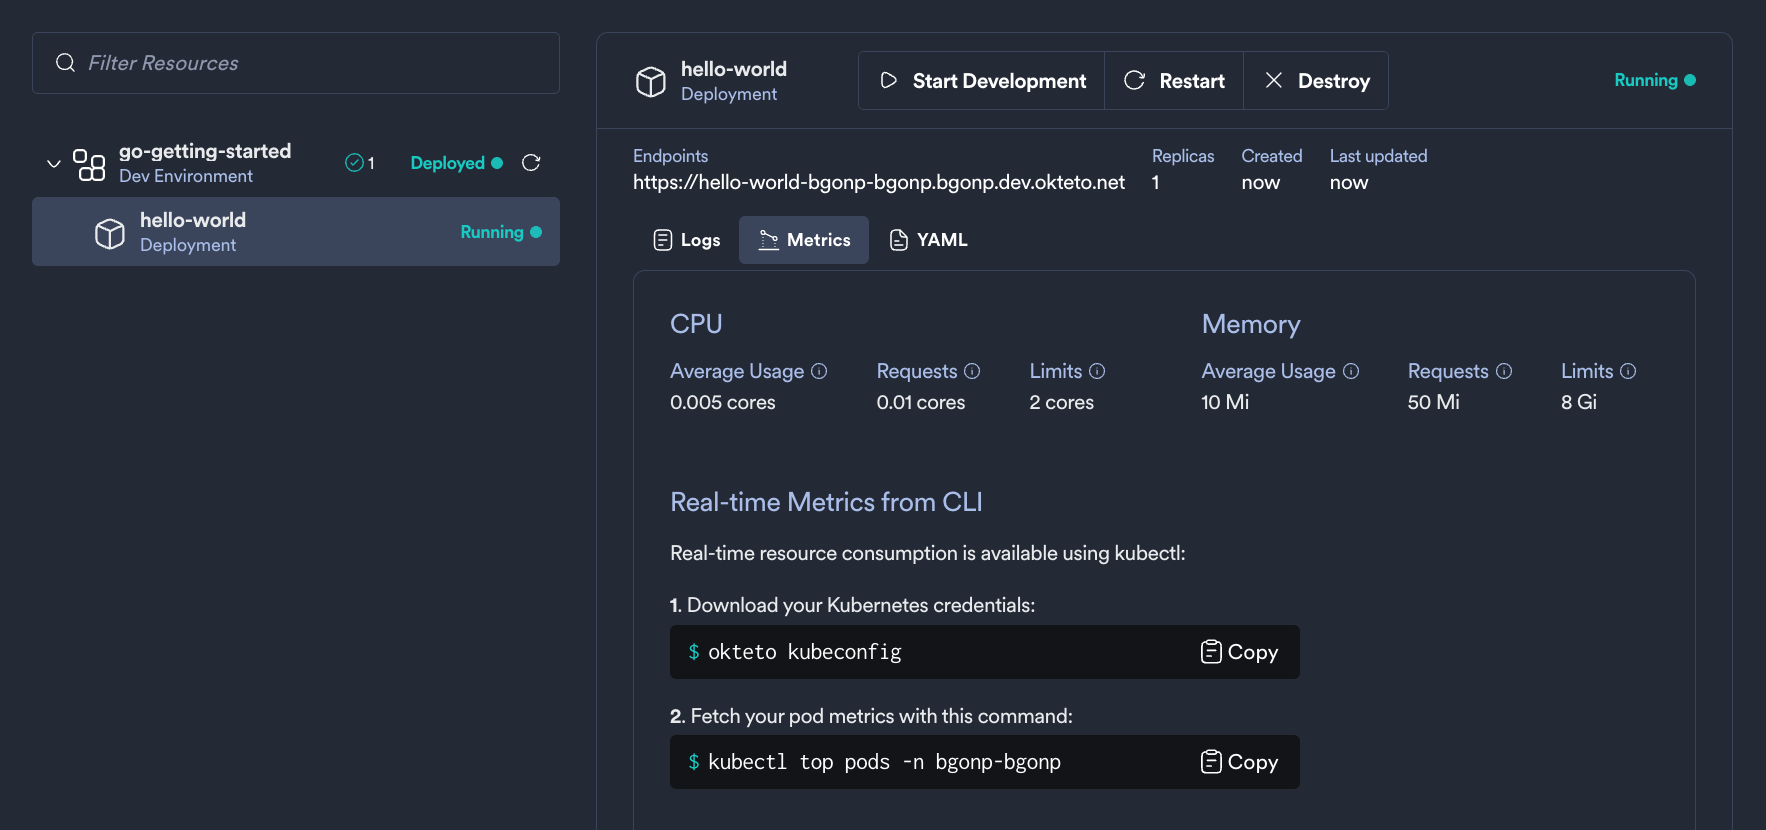 Filter Resources
go-getting-started
Dev Environment
1
Deployed
hello-world
Deployment
Running
hello-world
Deployment
Start Development
Restart
Destroy
Running
Endpoints
https://hello-world-bgonp-bgonp.bgonp.dev.okteto.net
Replicas
1
Created
now
Last updated
now
Logs
Metrics
YAML
CPU
Average Usage
0.005 cores
Requests
0.01 cores
Limits
2 cores
Memory
Average Usage
10 Mi
Requests
50 Mi
Limits
8 Gi
Real-time Metrics from CLI
Real-time resource consumption is available using kubectl:
1. Download your Kubernetes credentials:
$ okteto kubeconfig
Copy
2. Fetch your pod metrics with this command:
$ kubectl top pods -n bgonp-bgonp
Copy